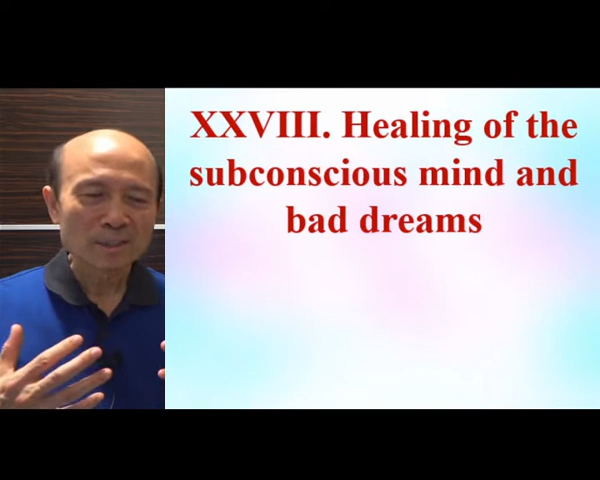 XXVIII. Healing of the
subconscious mind and
bad dreams